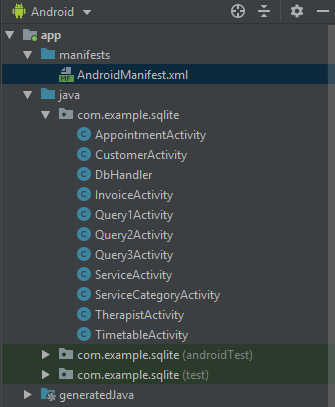 Android
app
manifests
AndroidManifest.xml
MF
java
com.example.sqlite
C AppointmentActivity
C CustomerActivity
C DbHandler
C InvoiceActivity
C Query1Activity
C Query2Activity
C Query3Activity
C ServiceActivity
C ServiceCategoryActivity
C TherapistActivity
C TimetableActivity
com.example.sqlite (androidTest)
com.example.sqlite (test)
generatedJava